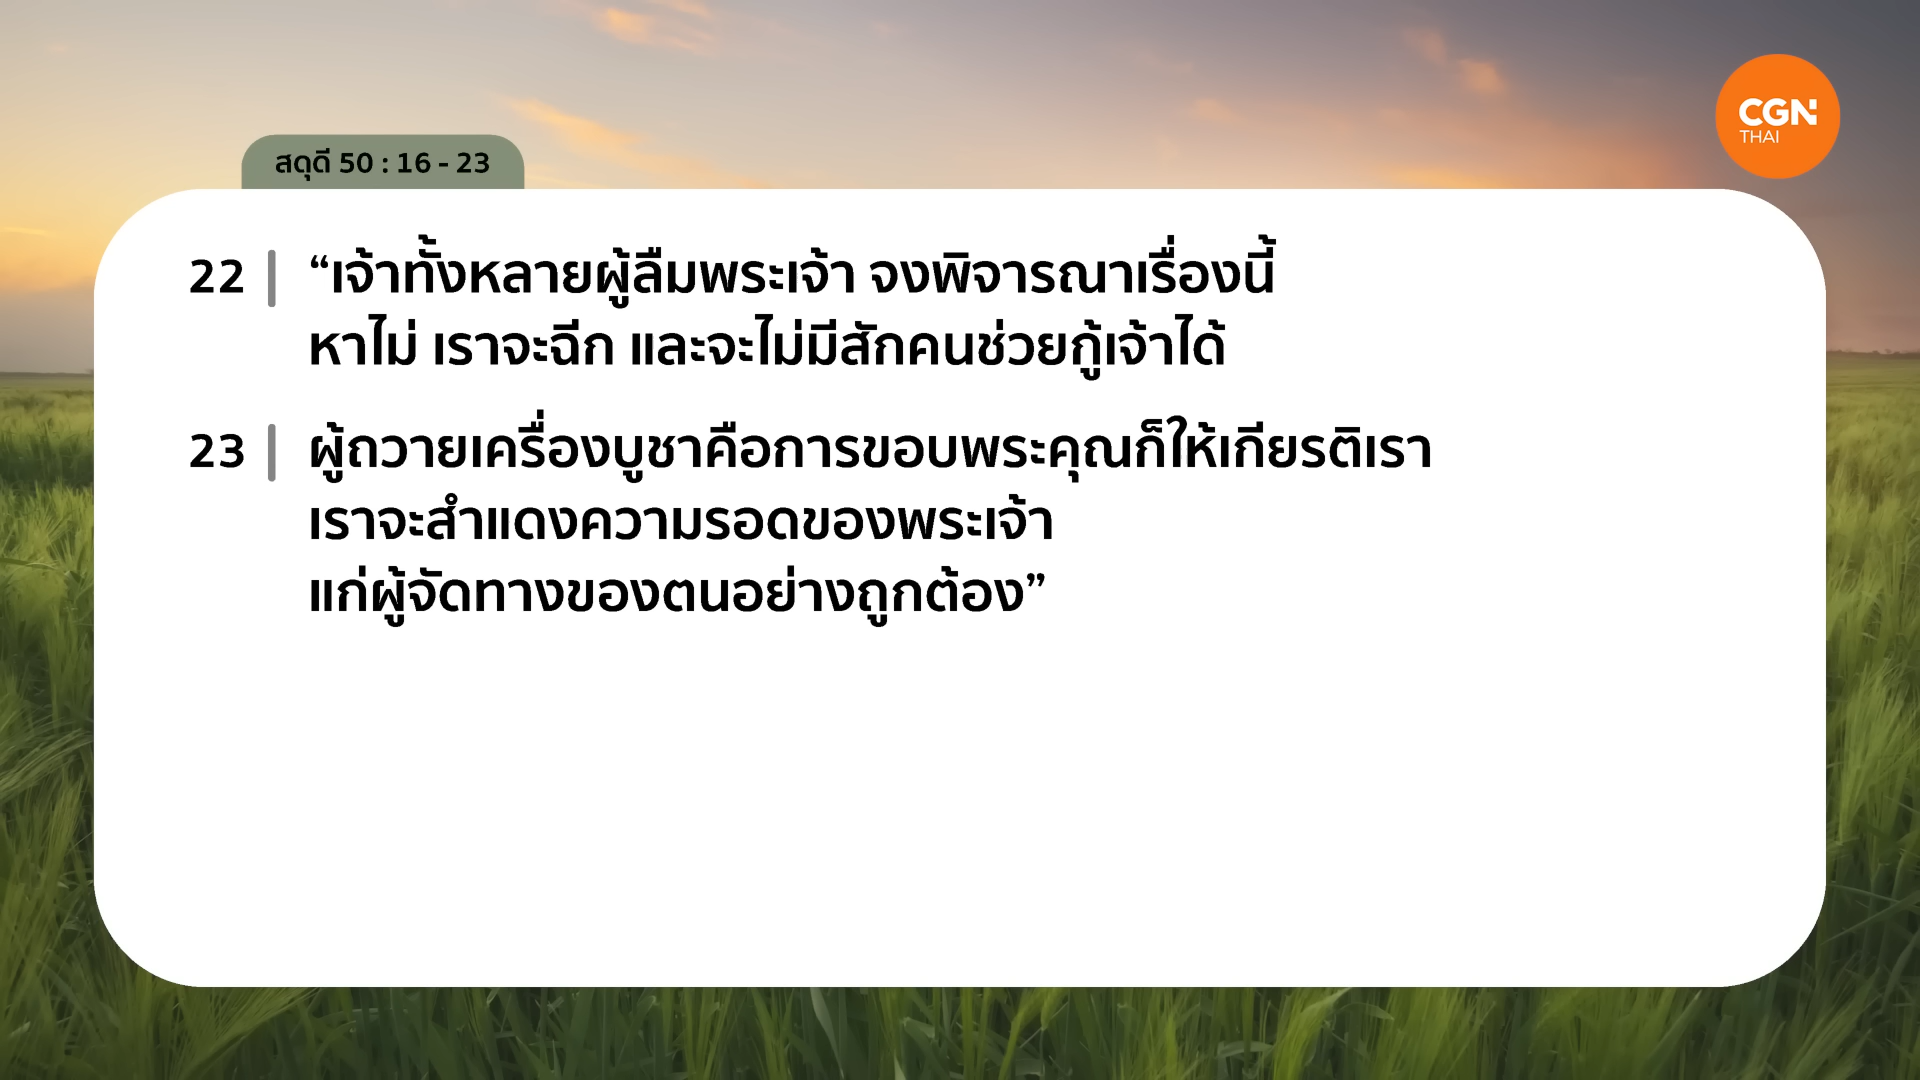 CGN
THAI
สดุดี 50 : 16 - 23
22 | “เจ้าทั้งหลายผู้ลืมพระเจ้า จงพิจารณาเรื่องนี้
หาไม่ เราจะฉีก และจะไม่มีสักคนช่วยกู้เจ้าได้
23 | ผู้ถวายเครื่องบูชาคือการขอบพระคุณก็ให้เกียรติเรา
เราจะสำแดงความรอดของพระเจ้า
แก่ผู้จัดทางของตนอย่างถูกต้อง”